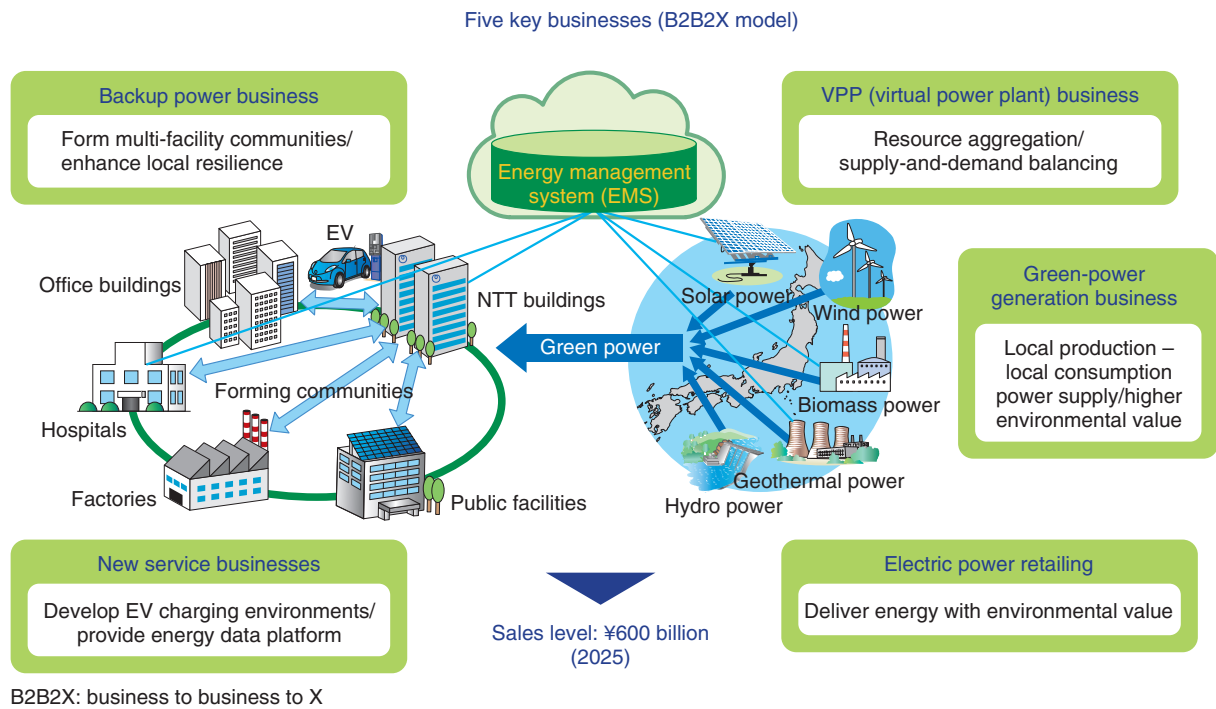 Five key businesses (B2B2X model)
Backup power business
Form multi-facility communities/
enhance local resilience
VPP (virtual power plant) business
Resource aggregation/
supply-and-demand balancing
Energy management
system (EMS)
EV
Office buildings
NTT buildings
Solar power
Wind power
Green-power
generation business
Local production –
local consumption
power supply/higher
environmental value
Green power
Forming communities
Biomass power
Hospitals
Factories
Public facilities
Geothermal power
Hydro power
New service businesses
Develop EV charging environments/
provide energy data platform
Sales level: ¥600 billion
(2025)
Electric power retailing
Deliver energy with environmental value
B2B2X: business to business to X